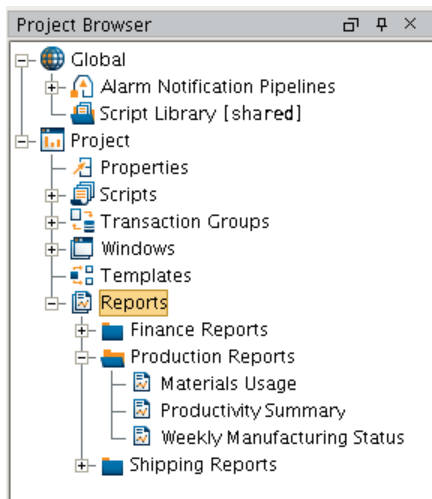 Project Browser
Global
Alarm Notification Pipelines
Script Library [shared]
Project
Properties
Scripts
Transaction Groups
Windows
Templates
Reports
Finance Reports
Production Reports
Materials Usage
Productivity Summary
Weekly Manufacturing Status
Shipping Reports